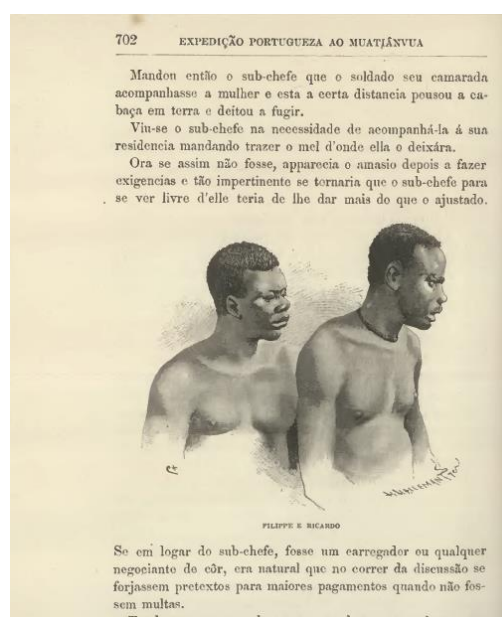 702 EXPEDIÇÃO PORTUGUEZA AO MUATIÂNVUA
Mandou então o sub-chefe que o soldado seu camarada
acompanhasse a mulher e esta a certa distancia pousou a ca-
baça em terra e deitou a fugir.
Viu-se o sub-chefe na necessidade de acompanhá-la á sua
residencia mandando trazer o mel d'onde ella o deixára.
Ora se assim não fosse, apparecia o amasio depois a fazer
exigencias e tão impertinente se tornaria que o sub-chefe para
se ver livre d'elle teria de lhe dar mais do que o ajustado.
FILIPPE E RICARDO
Se em logar do sub-chefe, fosse um carregador ou qualquer
negociante de côr, era natural que no correr da discussão se
forjassem pretextos para maiores pagamentos quando não fos-
sem multas.